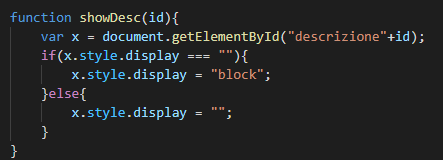 function showDesc(id){
    var x = document.getElementById("descrizione"+id);
    if(x.style.display === ""){
        x.style.display = "block";
    }else{
        x.style.display = "";
    }
}